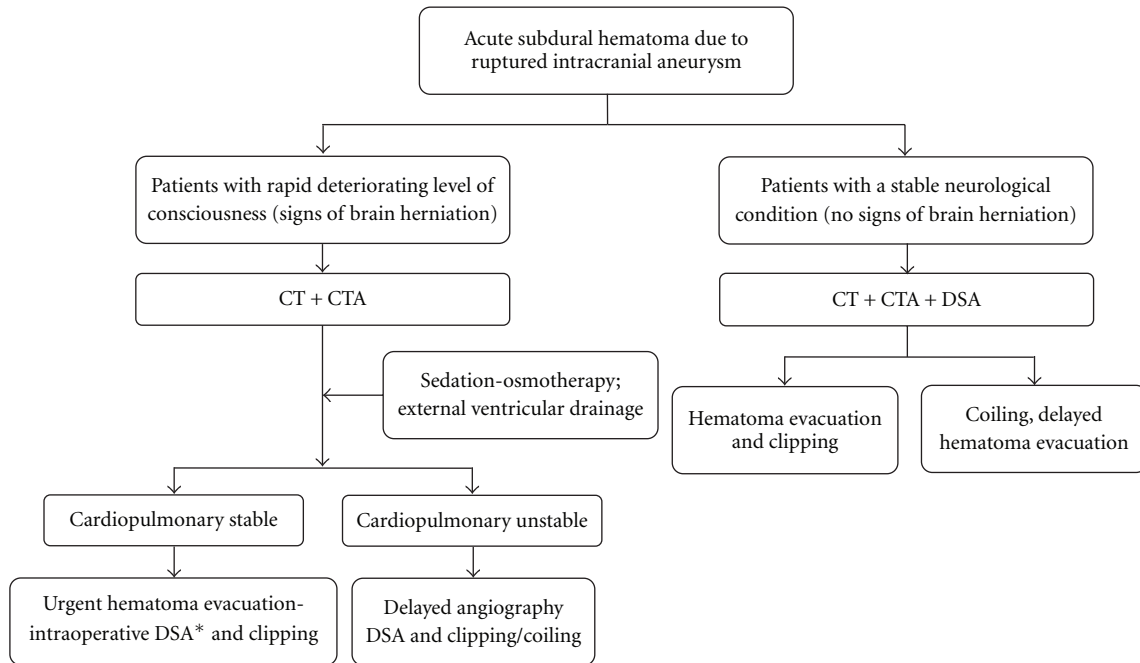 Acute subdural hematoma due to
ruptured intracranial aneurysm
Patients with rapid deteriorating level of
consciousness (signs of brain herniation)
Patients with a stable neurological
condition (no signs of brain herniation)
CT + CTA
CT + CTA + DSA
Sedation-osmotherapy;
external ventricular drainage
Hematoma evacuation
and clipping
Coiling, delayed
hematoma evacuation
Cardiopulmonary stable
Cardiopulmonary unstable
Urgent hematoma evacuation-
intraoperative DSA* and clipping
Delayed angiography
DSA and clipping/coiling